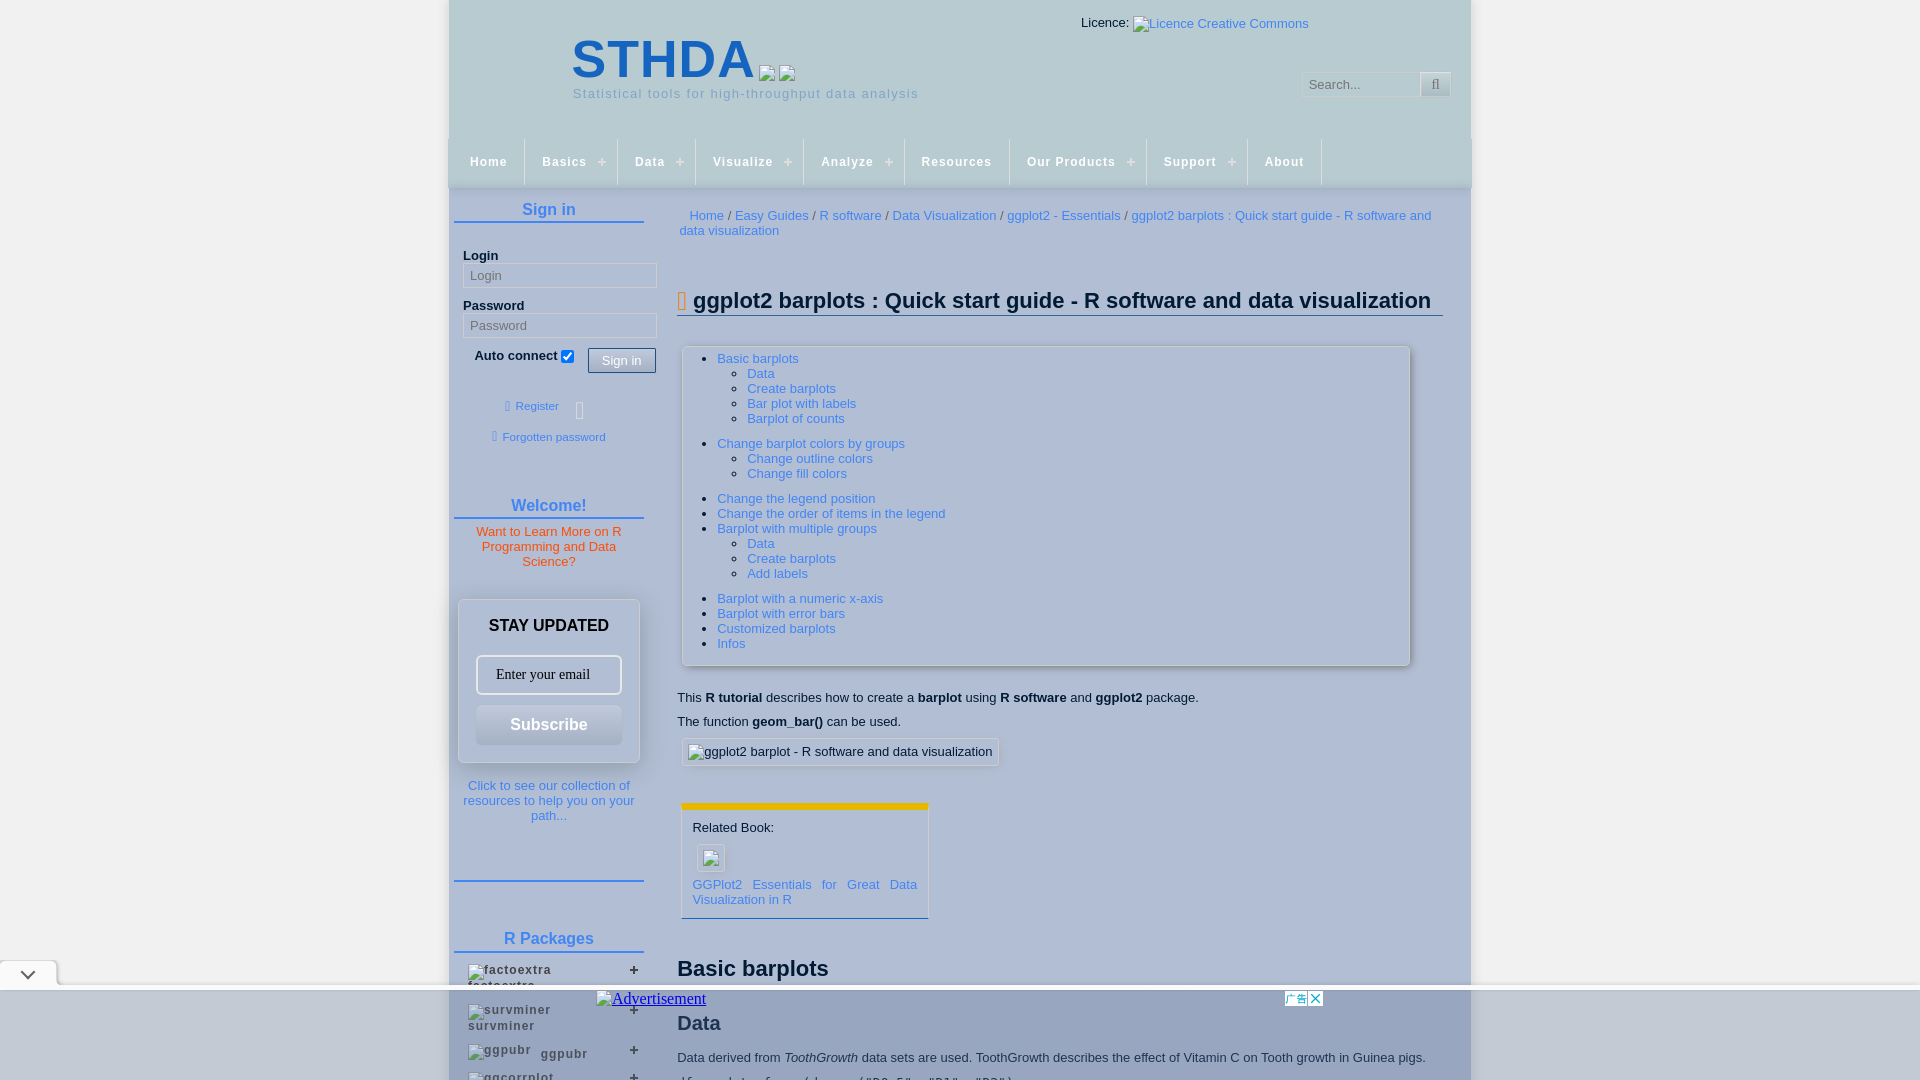 Licence: Licence Creative Commons
STHDA
Statistical tools for high-throughput data analysis
Search...
Home Basics Data Visualize Analyze Resources Our Products Support About
Sign in
Login
Login
Password
Password
Auto connect Sign in
Register
Forgotten password
Welcome!
Want to Learn More on R
Programming and Data
Science?
STAY UPDATED
Enter your email
Subscribe
Click to see our collection of
resources to help you on your
path...
R Packages
factoextra
factoextra
survminer
survminer
ggpubr ggpubr
ggcorrplot
Home / Easy Guides / R software / Data Visualization / ggplot2 - Essentials / ggplot2 barplots : Quick start guide - R software and
data visualization
ggplot2 barplots : Quick start guide - R software and data visualization
Basic barplots
Data
Create barplots
Bar plot with labels
Barplot of counts
Change barplot colors by groups
Change outline colors
Change fill colors
Change the legend position
Change the order of items in the legend
Barplot with multiple groups
Data
Create barplots
Add labels
Barplot with a numeric x-axis
Barplot with error bars
Customized barplots
Infos
This R tutorial describes how to create a barplot using R software and ggplot2 package.
The function geom_bar() can be used.
ggplot2 barplot - R software and data visualization
Related Book:
GGPlot2 Essentials for Great Data
Visualization in R
Basic barplots
Advertisement
广告
Data
Data derived from ToothGrowth data sets are used. ToothGrowth describes the effect of Vitamin C on Tooth growth in Guinea pigs.